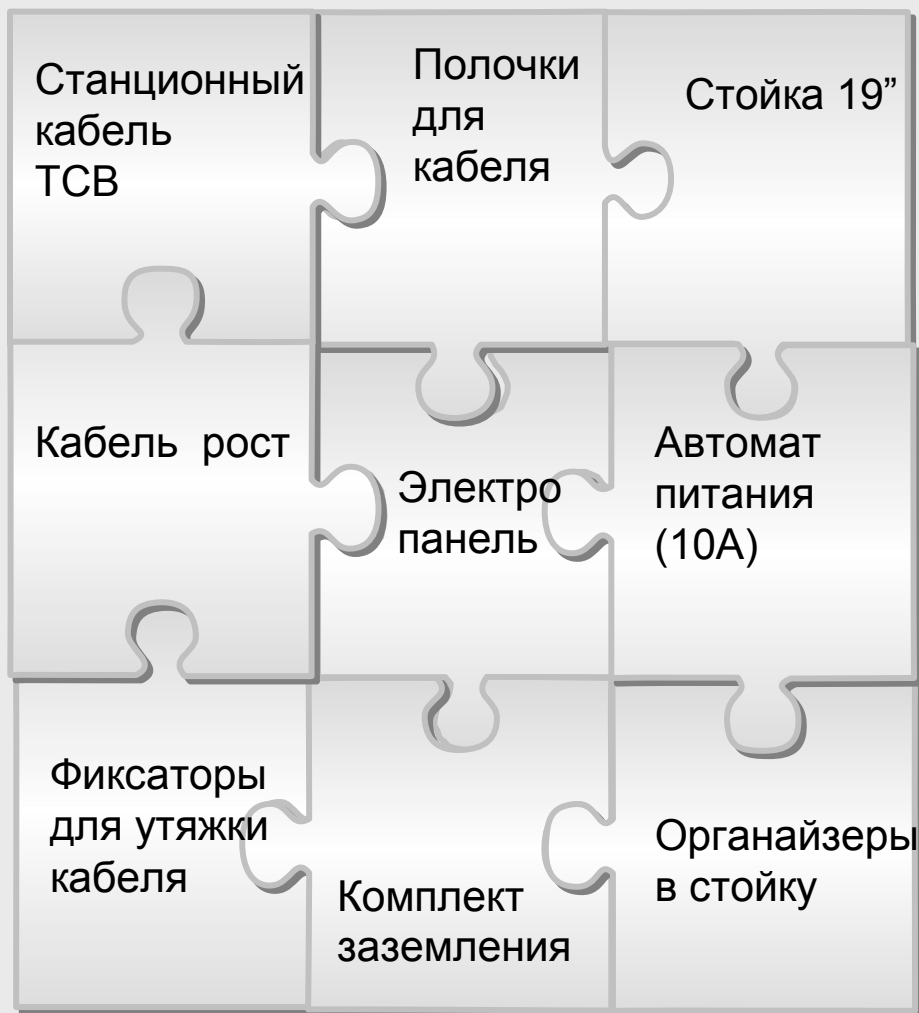 Станционный
кабель
ТСВ
Полочки
для
кабеля
Стойка 19”
Кабель рост
Электро
панель
Автомат
питания
(10А)
Фиксаторы
для утяжки
кабеля
Комплект
заземления
Органайзеры
в стойку